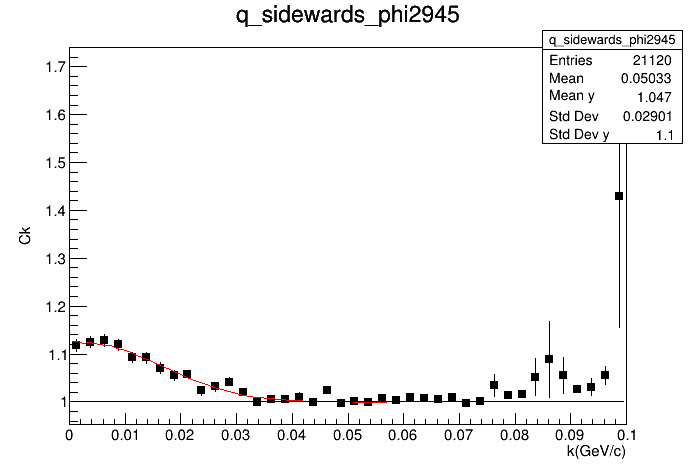 q_sidewards_phi2945
q_sidewards_phi2945
Entries 21120
Mean 0.05033
Mean y 1.047
Std Dev 0.02901
Std Dev y 1.1
Ck
1.7
1.6
1.5
1.4
1.3
1.2
1.1
1
0 0.01 0.02 0.03 0.04 0.05 0.06 0.07 0.08 0.09 0.1
k(GeV/c)